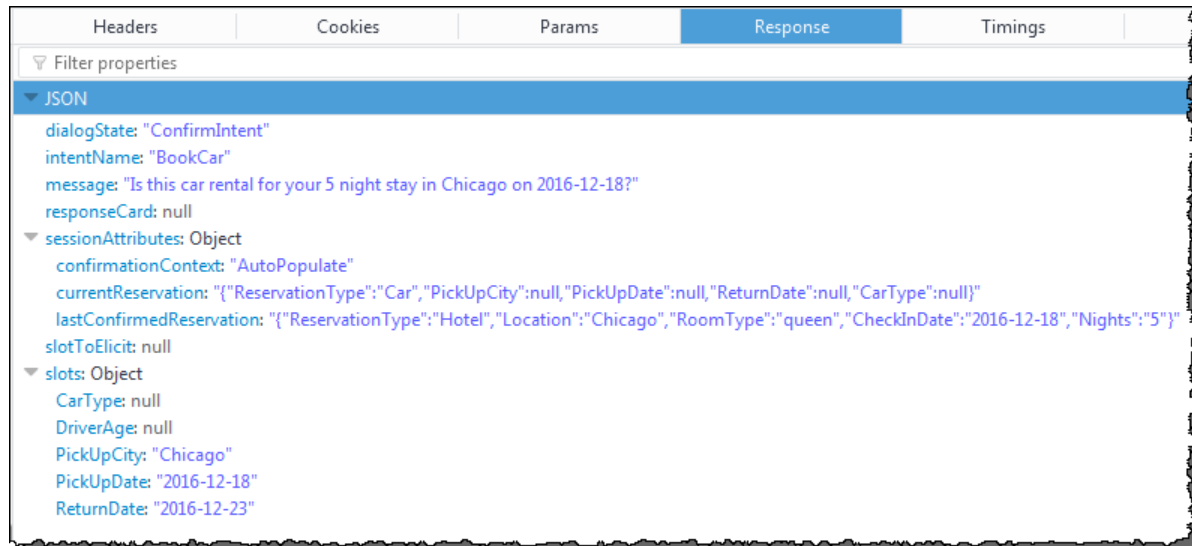 Headers Cookies Params Response Timings
Filter properties
JSON
dialogState: "ConfirmIntent"
intentName: "BookCar"
message: "Is this car rental for your 5 night stay in Chicago on 2016-12-18?"
responseCard: null
sessionAttributes: Object
confirmationContext: "AutoPopulate"
currentReservation: "{"ReservationType":"Car","PickUpCity":null,"PickUpDate":null,"ReturnDate":null,"CarType":null}"
lastConfirmedReservation: "{"ReservationType":"Hotel","Location":"Chicago","RoomType":"queen","CheckInDate":"2016-12-18","Nights":"5"}"
slotToElicit: null
slots: Object
CarType: null
DriverAge: null
PickUpCity: "Chicago"
PickUpDate: "2016-12-18"
ReturnDate: "2016-12-23"